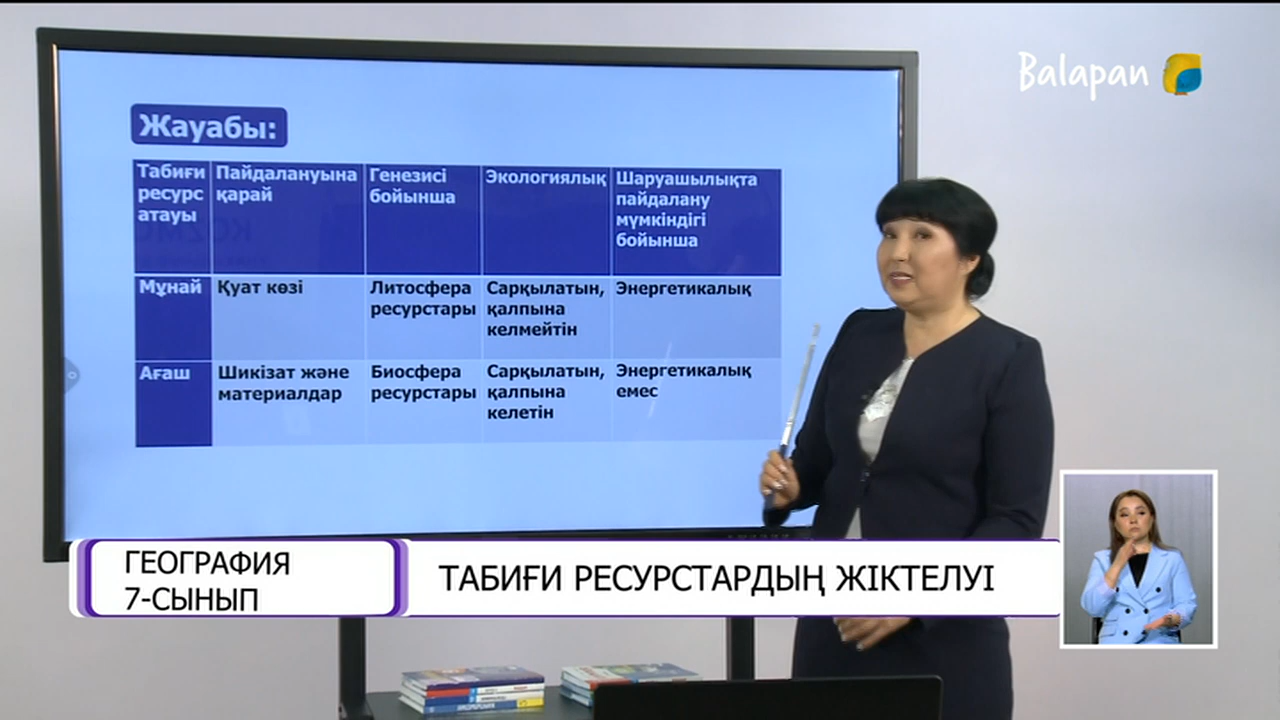 Balapan
Жауабы:
Табиғи ресурс атауы
Пайдалануына қарай
Генезисі бойынша
Экологиялық
Шаруашылықта пайдалану мүмкіндігі бойынша
Мұнай
Қуат көзі
Литосфера ресурстары
Сарқылатын, қалпына келмейтін
Энергетикалық
Ағаш
Шикізат және материалдар
Биосфера ресурстары
Сарқылатын, қалпына келетін
Энергетикалық емес
ГЕОГРАФИЯ
7-СЫНЫП
ТАБИҒИ РЕСУРСТАРДЫҢ ЖІКТЕЛУІ